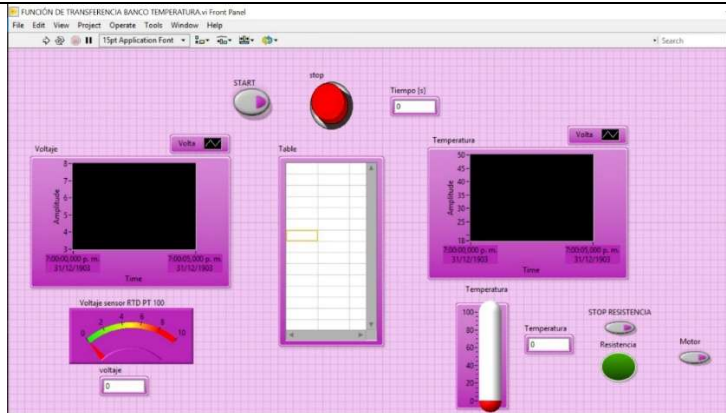 FUNCIÓN DE TRANSFERENCIA BANCO TEMPERATURA.vi Front Panel
File Edit View Project Operate Tools Window Help
15pt Application Font
Search
START
stop
Tiempo [s]
0
Voltaje
Volta
Table
Temperatura
Volta
8
7
6
5
4
3
Amplitude
7:00:00,000 p. m.
31/12/1903
7:00:05,000 p. m.
31/12/1903
Time
50
45
40
35
30
25
18
Amplitude
7:00:00,000 p. m.
31/12/1903
7:00:05,000 p. m.
31/12/1903
Time
Voltaje sensor RTD PT 100
0 2 4 6 8 10
voltaje
0
Temperatura
100
80
60
40
20
0
Temperatura
0
STOP RESISTENCIA
Resistencia
Motor